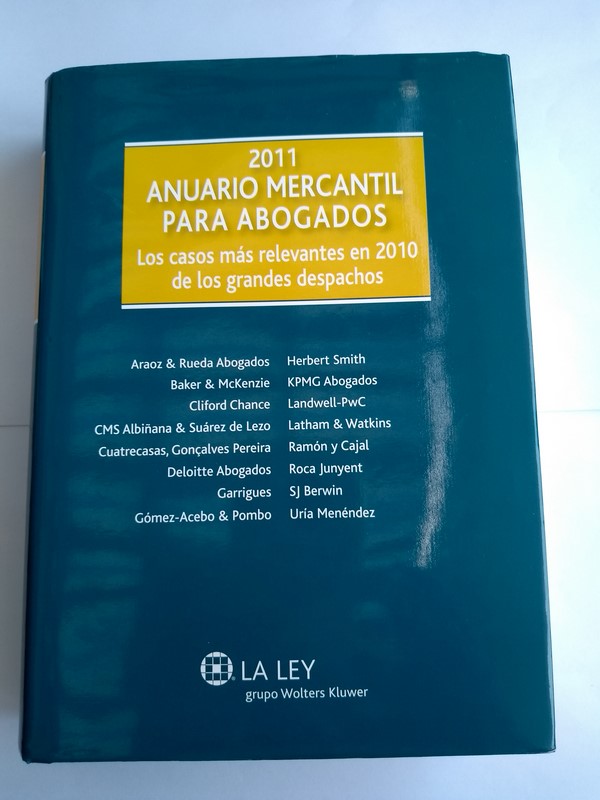 2011
ANUARIO MERCANTIL
PARA ABOGADOS
Los casos más relevantes en 2010
de los grandes despachos
Araoz & Rueda Abogados
Baker & McKenzie
Cliford Chance
CMS Albiñana & Suárez de Lezo
Cuatrecasas, Gonçalves Pereira
Deloitte Abogados
Garrigues
Gómez-Acebo & Pombo
Herbert Smith
KPMG Abogados
Landwell-PwC
Latham & Watkins
Ramón y Cajal
Roca Junyent
SJ Berwin
Uría Menéndez
LA LEY
grupo Wolters Kluwer